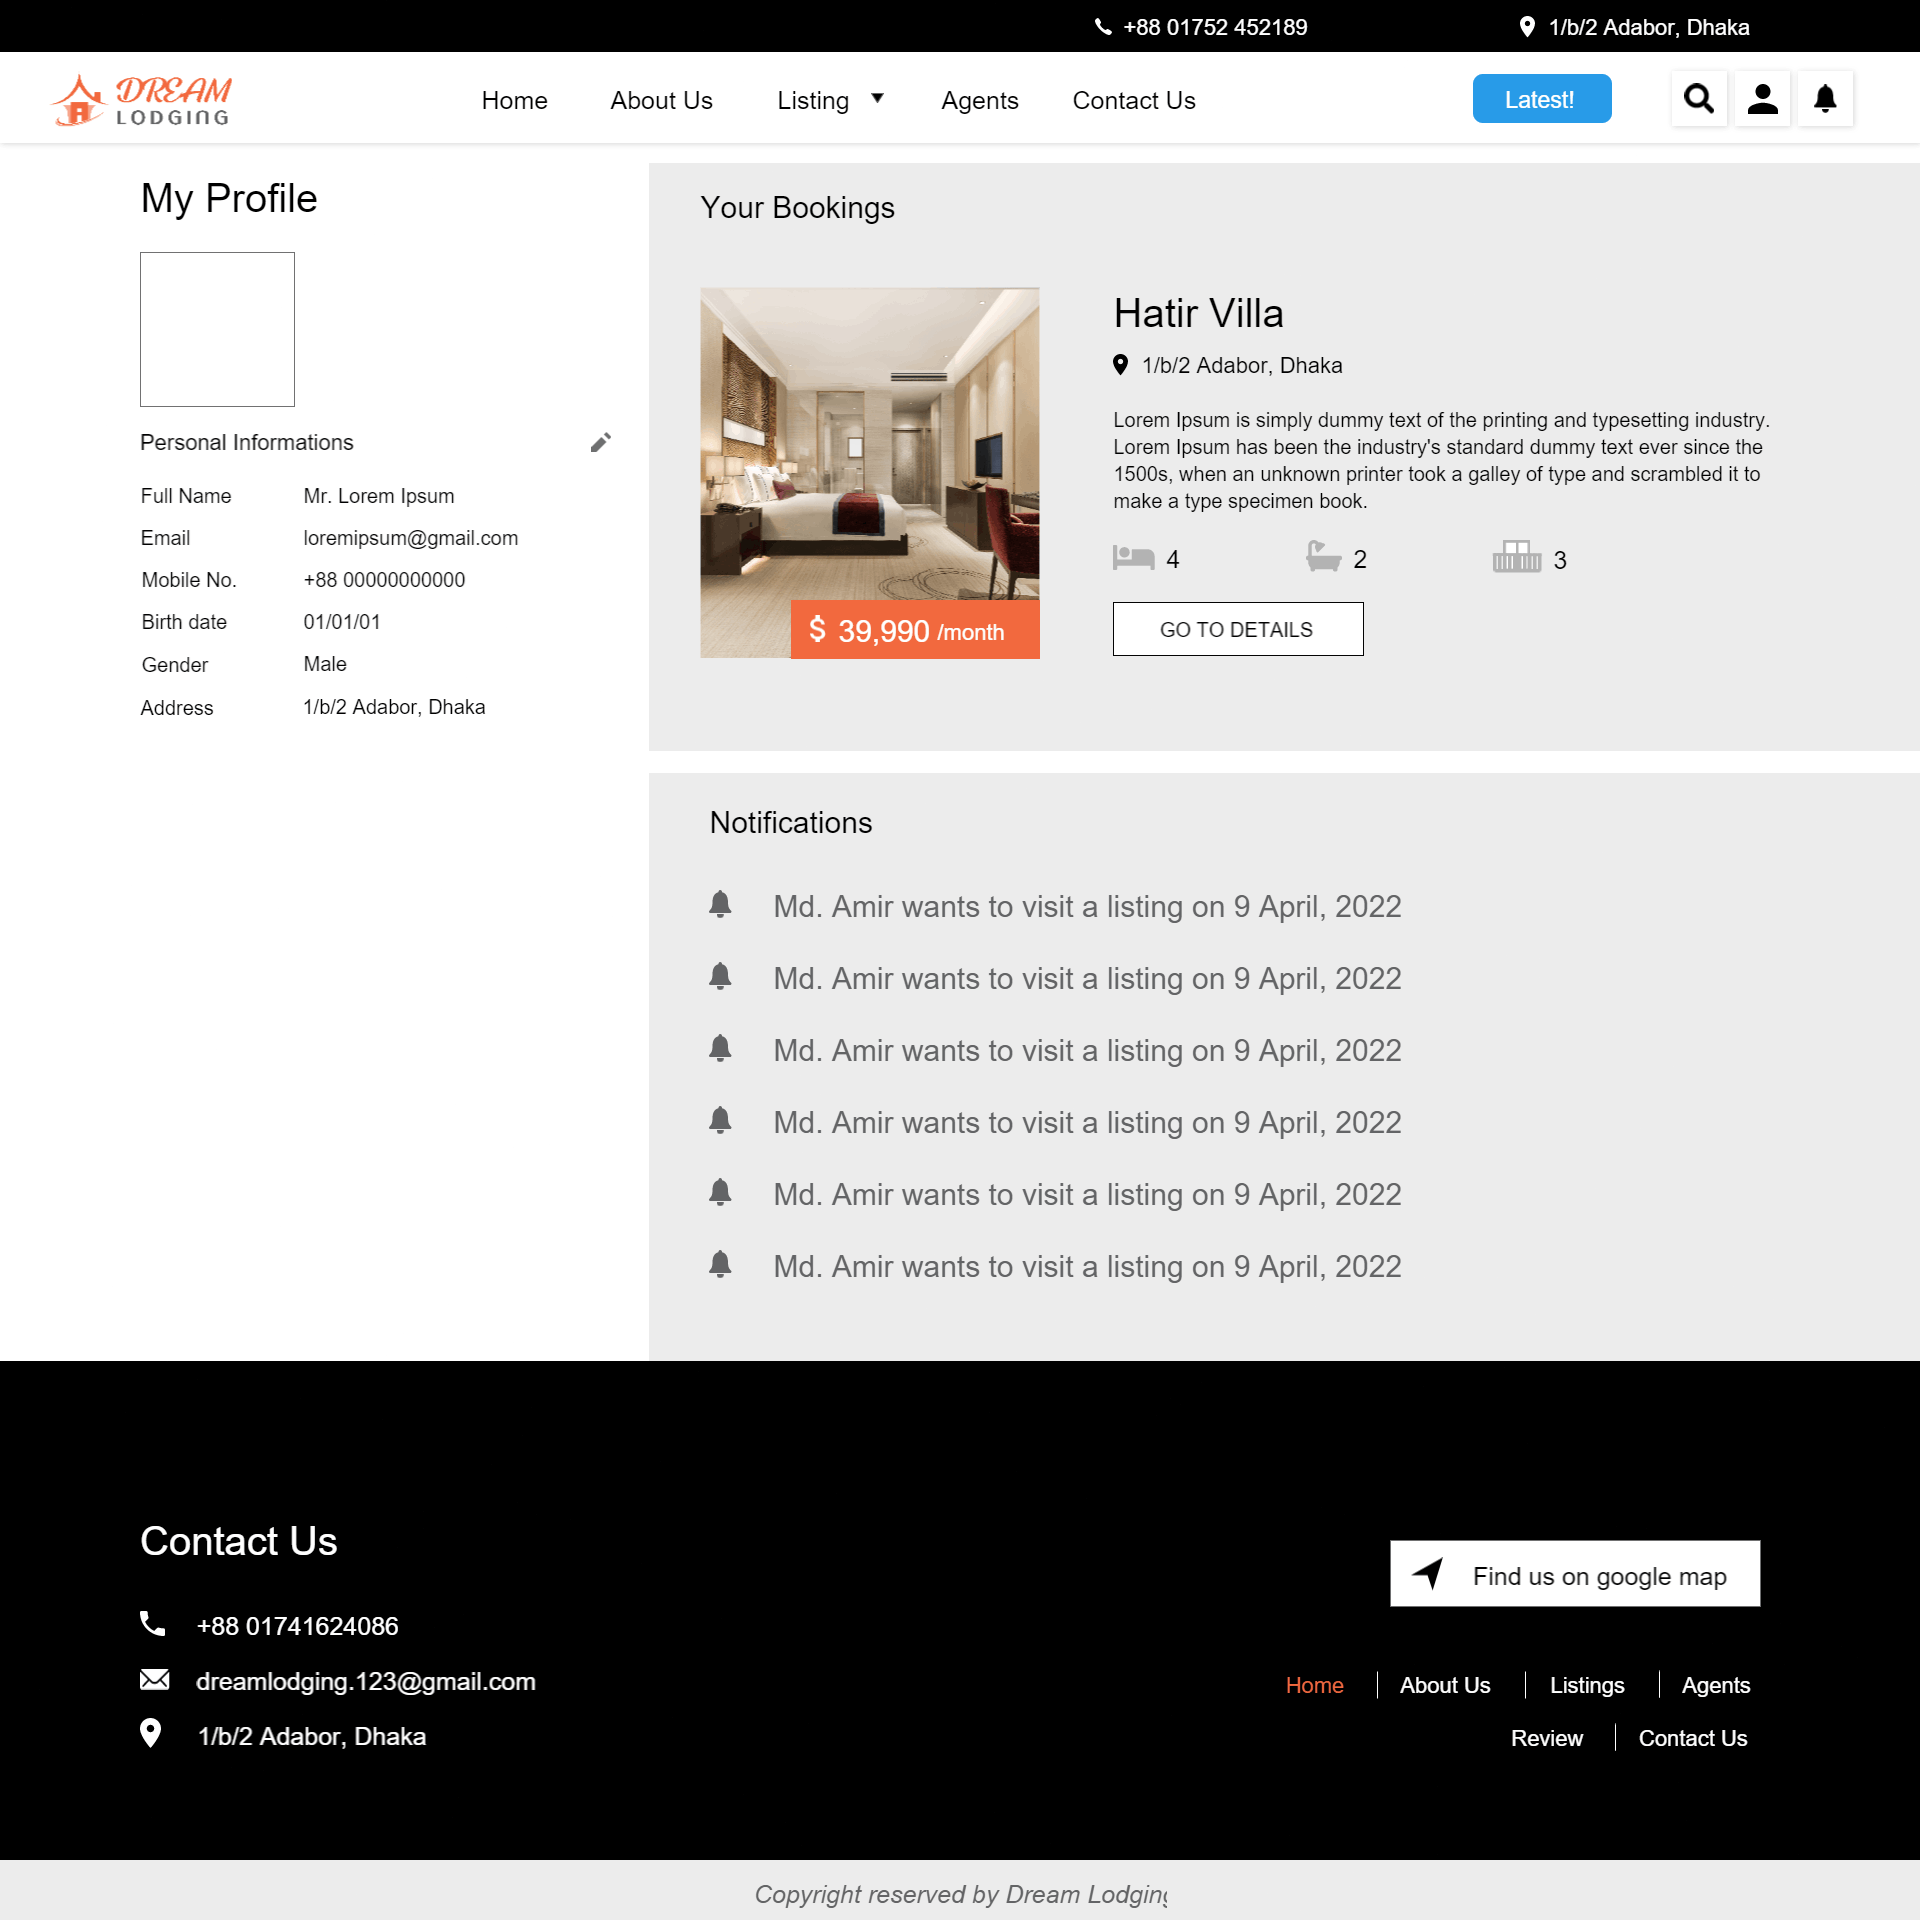 +88 01752 452189
1/b/2 Adabor, Dhaka
DREAM
LODGING
Home
About Us
Listing
Agents
Contact Us
Latest!
My Profile
Personal Informations
Full Name
Mr. Lorem Ipsum
Email
loremipsum@gmail.com
Mobile No.
+88 00000000000
Birth date
01/01/01
Gender
Male
Address
1/b/2 Adabor, Dhaka
Your Bookings
$ 39,990 /month
Hatir Villa
1/b/2 Adabor, Dhaka
Lorem Ipsum is simply dummy text of the printing and typesetting industry.
Lorem Ipsum has been the industry's standard dummy text ever since the
1500s, when an unknown printer took a galley of type and scrambled it to
make a type specimen book.
4
2
3
GO TO DETAILS
Notifications
Md. Amir wants to visit a listing on 9 April, 2022
Md. Amir wants to visit a listing on 9 April, 2022
Md. Amir wants to visit a listing on 9 April, 2022
Md. Amir wants to visit a listing on 9 April, 2022
Md. Amir wants to visit a listing on 9 April, 2022
Md. Amir wants to visit a listing on 9 April, 2022
Contact Us
+88 01741624086
dreamlodging.123@gmail.com
1/b/2 Adabor, Dhaka
Find us on google map
Home
About Us
Listings
Agents
Review
Contact Us
Copyright reserved by Dream Lodging